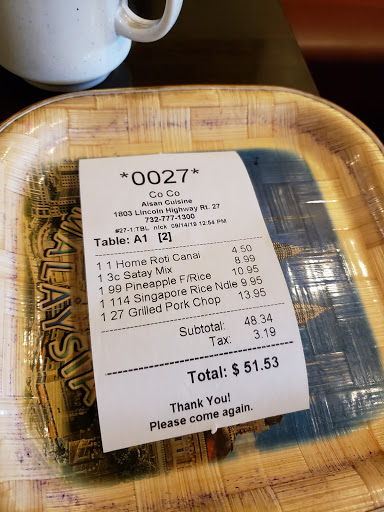 *0027*
Co Co
Aisan Cuisine
1803 Lincoln Highway Rt. 27
732-777-1300
#27-1 TBL nick 09/14/19 12:54 PM
Table: A1 [2]
1 1 Home Roti Canai 4.50
1 3c Satay Mix 8.99
1 99 Pineapple F/Rice 10.95
1 114 Singapore Rice Ndle 9.95
1 27 Grilled Pork Chop 13.95
Subtotal: 48.34
Tax: 3.19
Total: $ 51.53
Thank You!
Please come again.
MALAYSIA